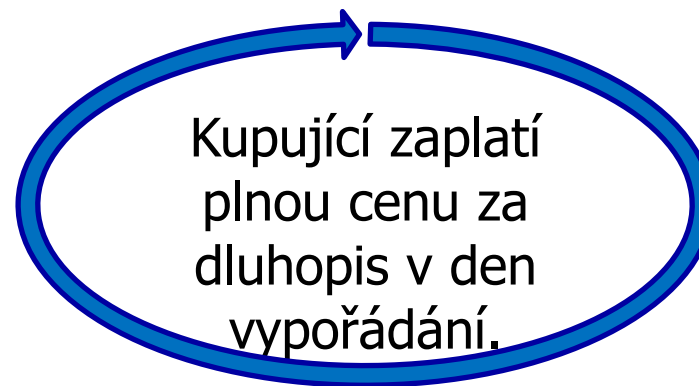 Kupující zaplatí
plnou cenu za
dluhopis v den
vypořádání.